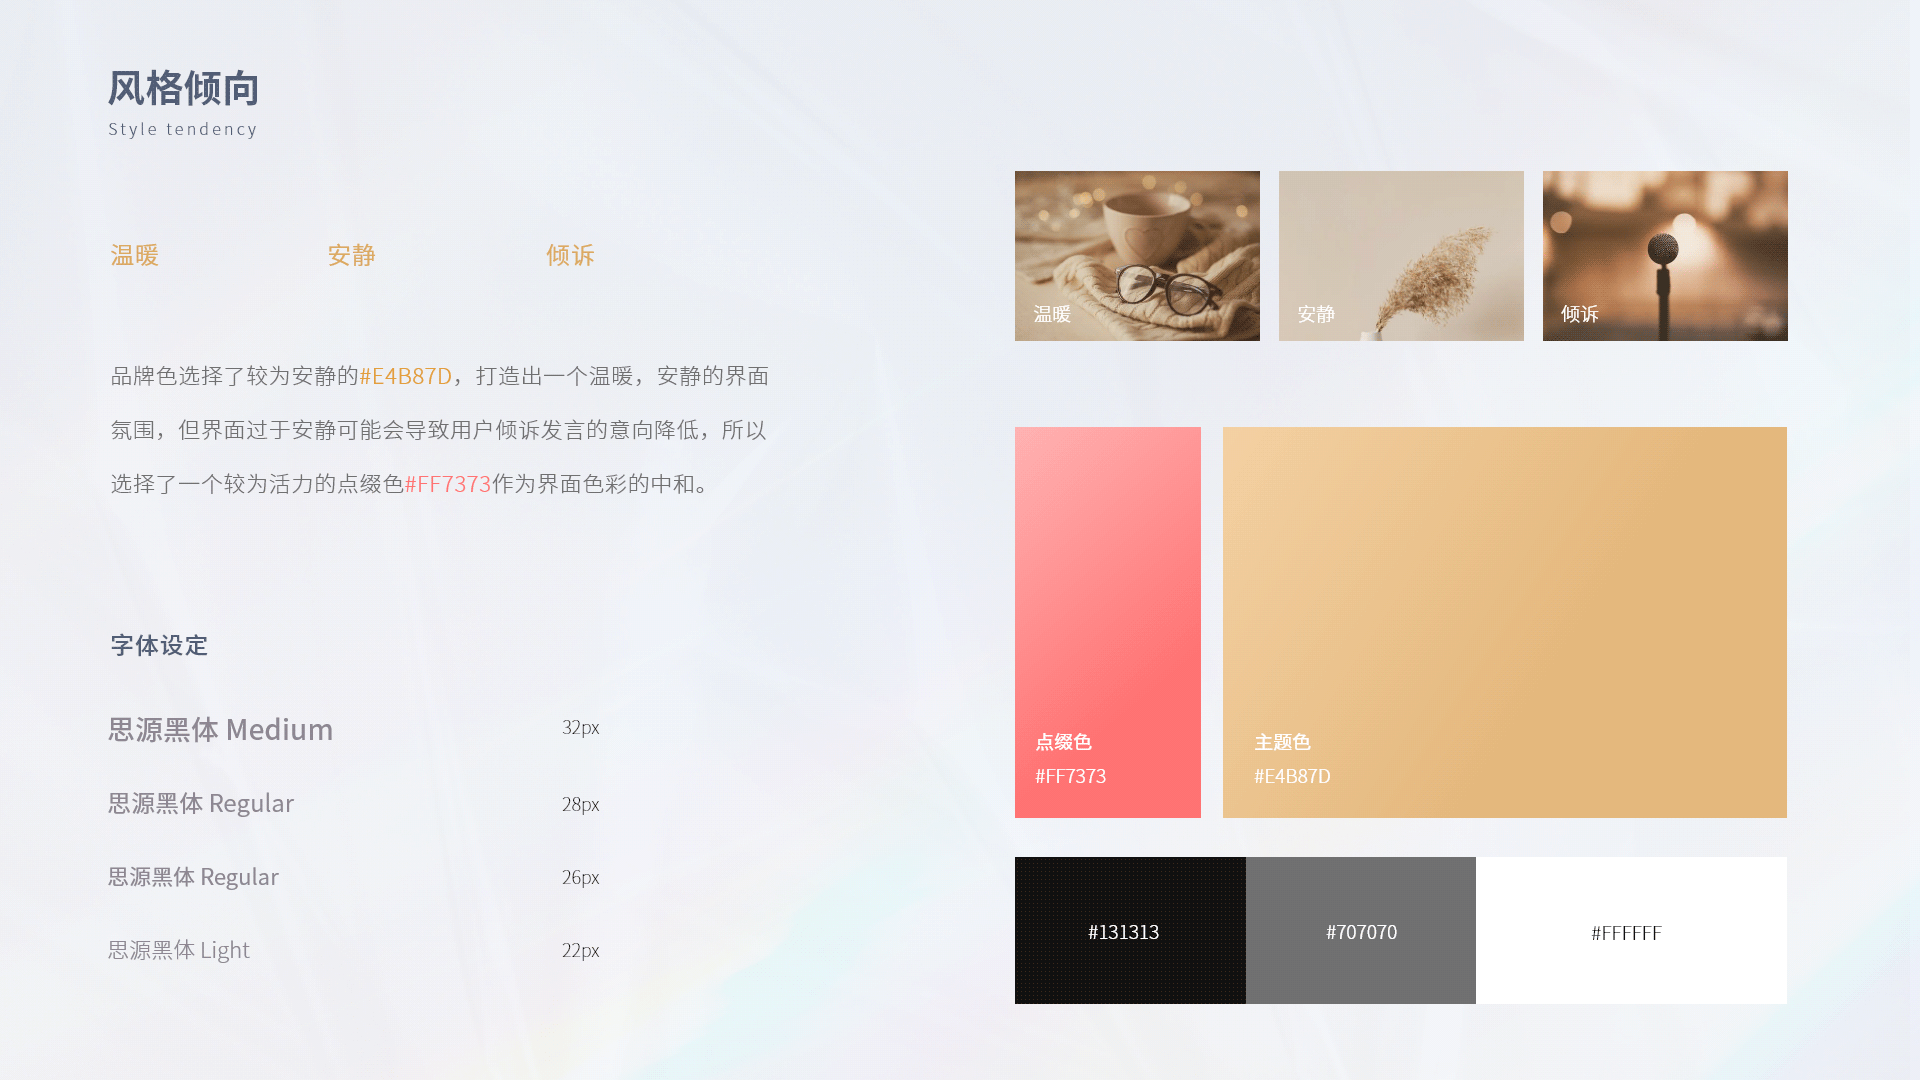 风格倾向
Style tendency
温暖
安静
倾诉
品牌色选择了较为安静的#E4B87D，打造出一个温暖，安静的界面
氛围，但界面过于安静可能会导致用户倾诉发言的意向降低，所以
选择了一个较为活力的点缀色#FF7373作为界面色彩的中和。
字体设定
思源黑体 Medium
32px
思源黑体 Regular
28px
思源黑体 Regular
26px
思源黑体 Light
22px
温暖
安静
倾诉
点缀色
#FF7373
主题色
#E4B87D
#131313
#707070
#FFFFFF